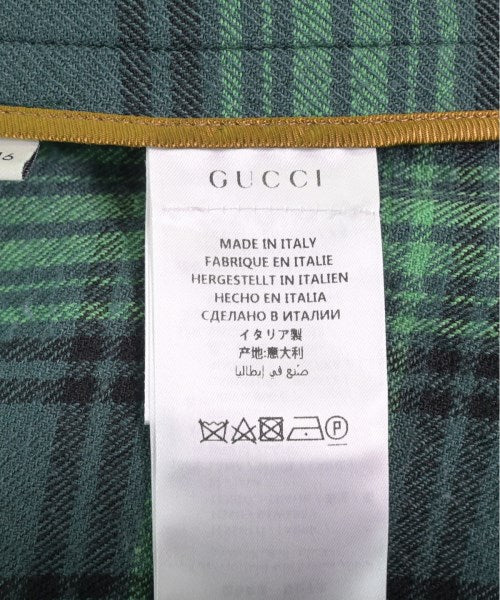 GUCCI
MADE IN ITALY
FABRIQUE EN ITALIE
HERGESTELLT IN ITALIEN
HECHO EN ITALIA
СДЕЛАНО В ИТАЛИИ
イタリア製
产地:意大利
صنع في إيطاليا
P